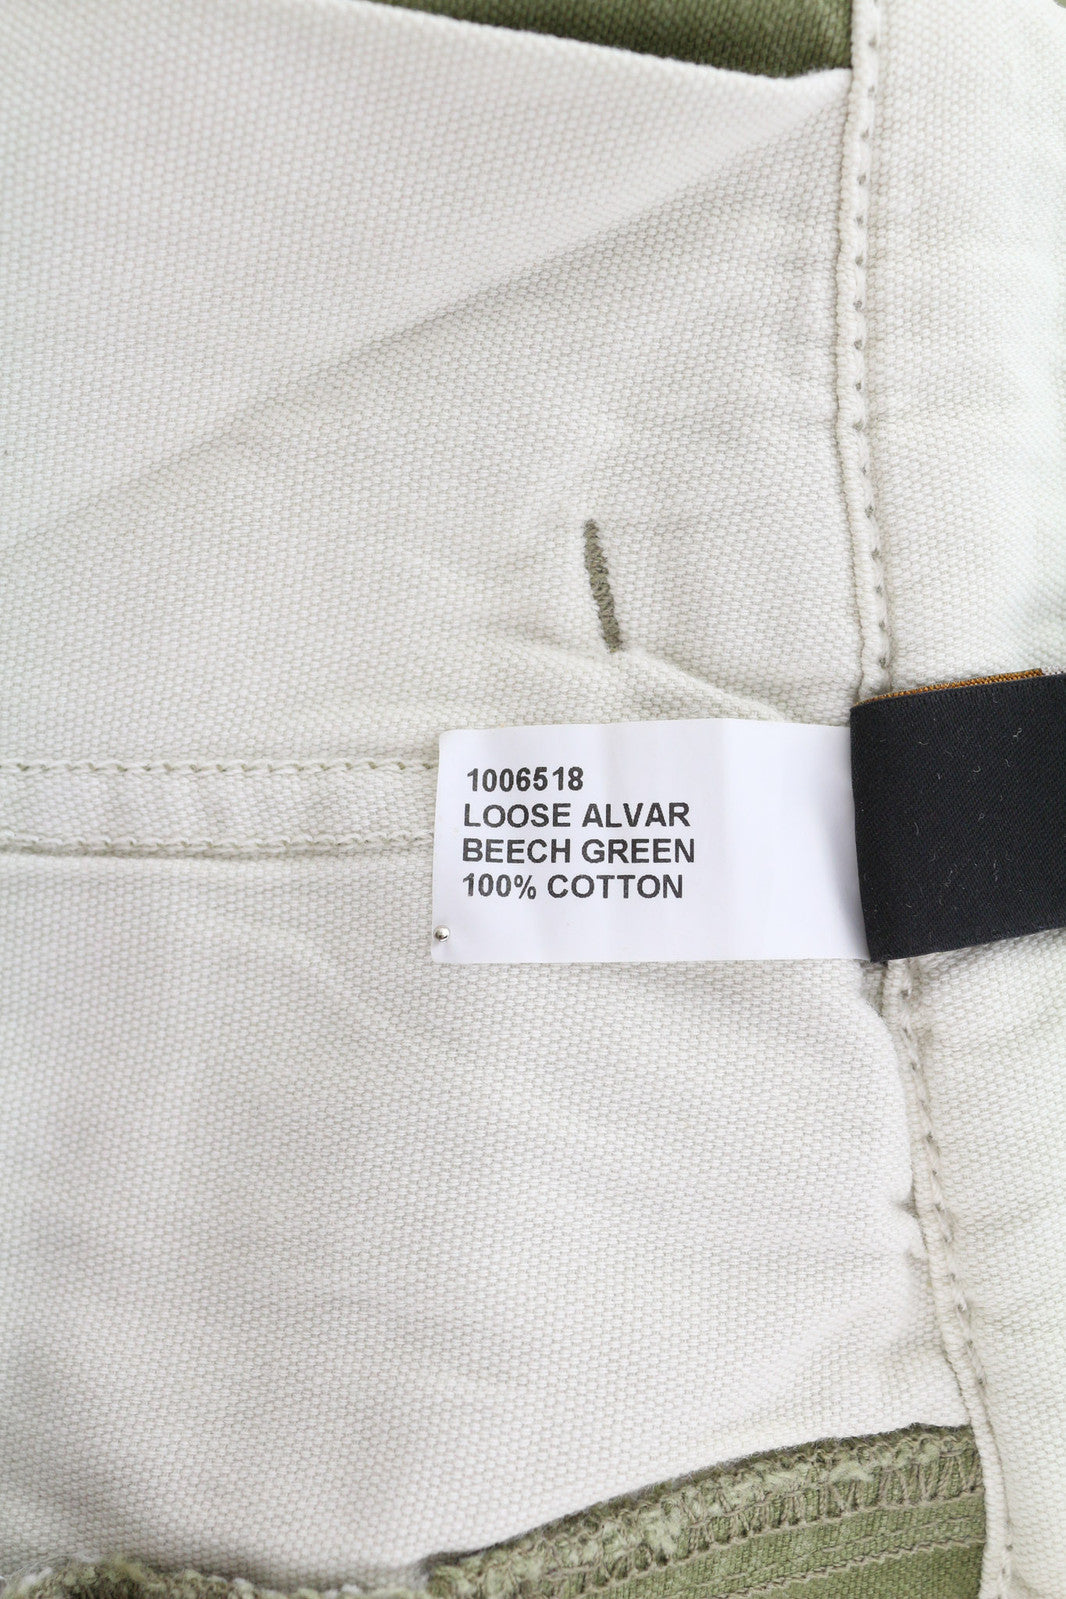 1006518
LOOSE ALVAR
BEECH GREEN
100% COTTON